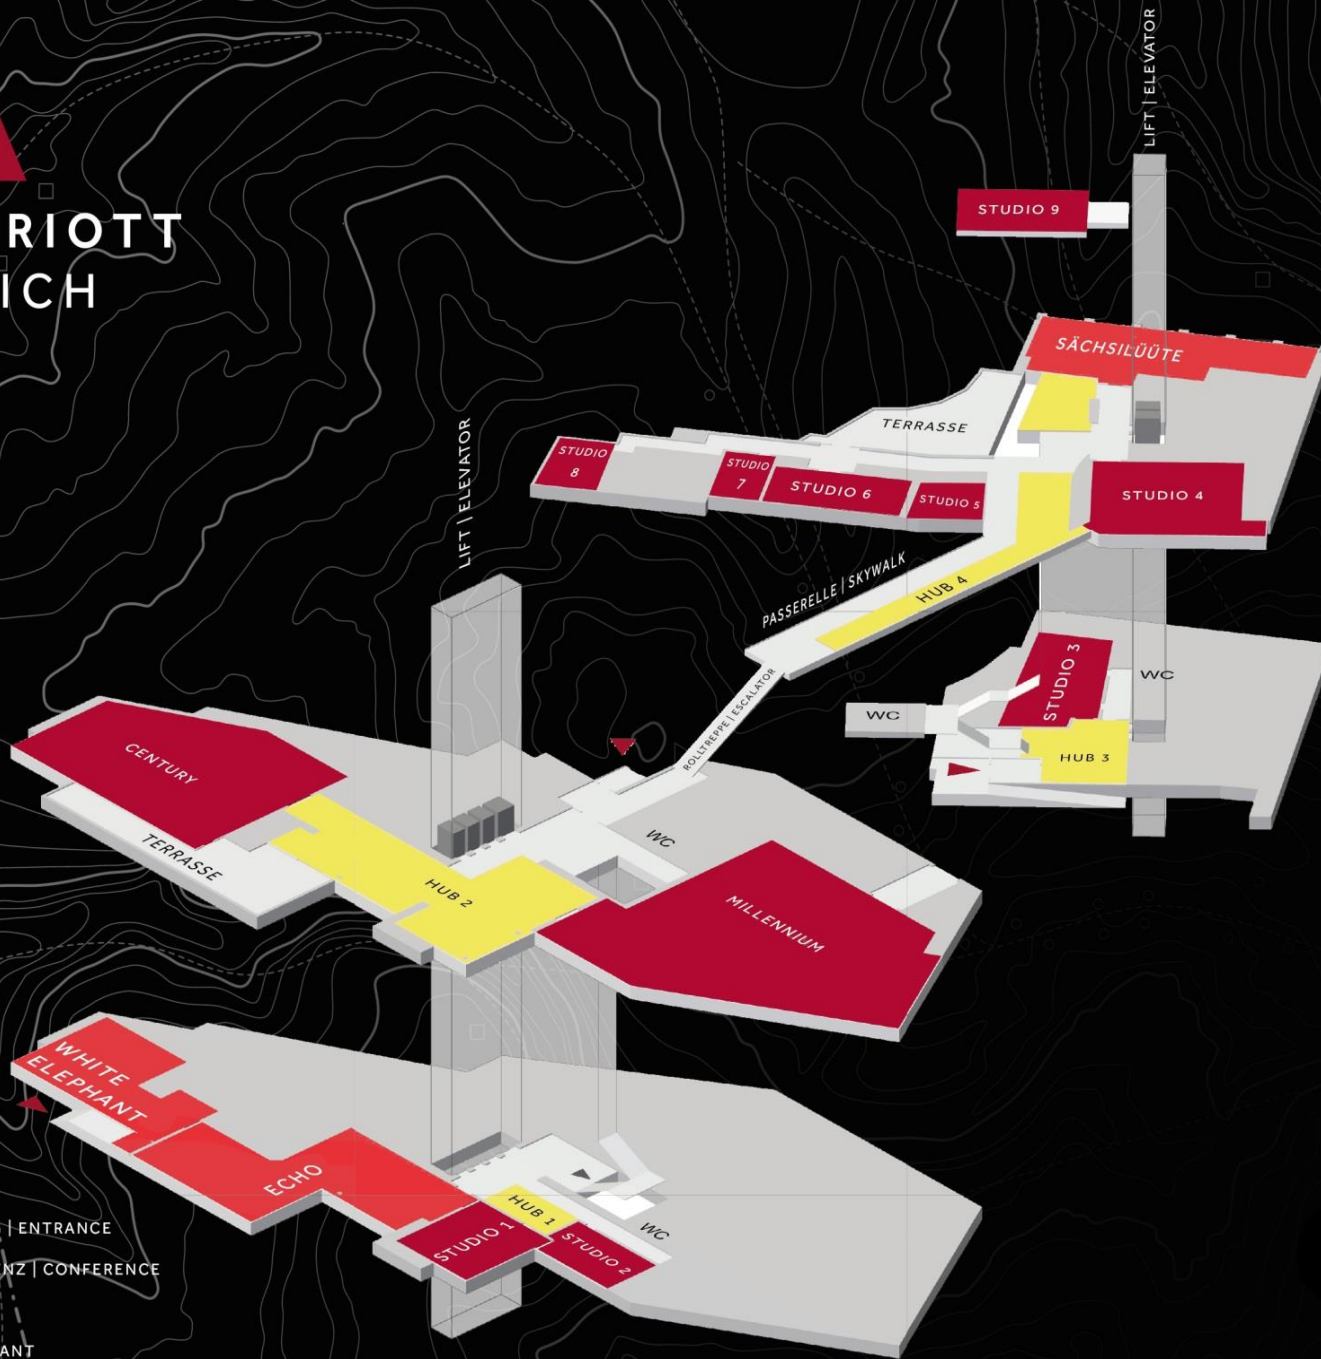 RIOTT
ICH
LIFT | ELEVATOR
STUDIO 9
SÄCHSILÜÜTE
TERRASSE
STUDIO
8
STUDIO
7
STUDIO 6
STUDIO 5
STUDIO 4
LIFT | ELEVATOR
PASSERELLE | SKYWALK
HUB 4
ROLLTREPPE | ESCALATOR
STUDIO 3
WC
WC
HUB 3
CENTURY
TERRASSE
HUB 2
WC
MILLENNIUM
WHITE
ELEPHANT
ECHO
HUB 1
STUDIO 1
STUDIO 2
WC
| ENTRANCE
NZ | CONFERENCE
ANT